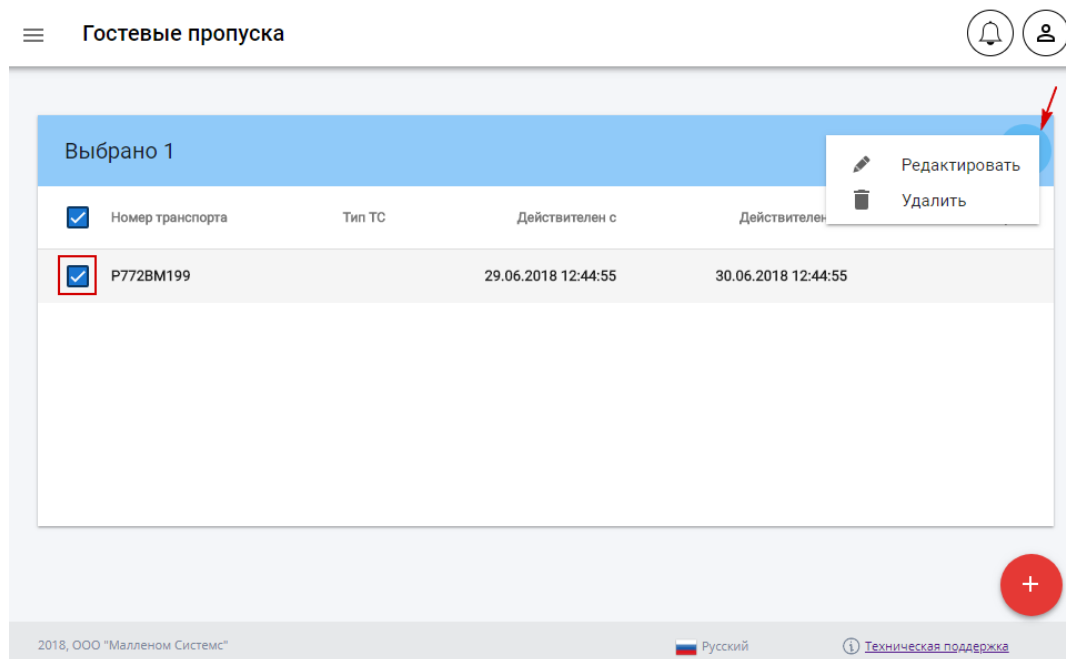 Гостевые пропуска
Выбрано 1
Редактировать
Удалить
Номер транспорта Тип ТС Действителен с Действителен
P772BM199 29.06.2018 12:44:55 30.06.2018 12:44:55
+
2018, ООО "Малленом Системс" Русский Техническая поддержка